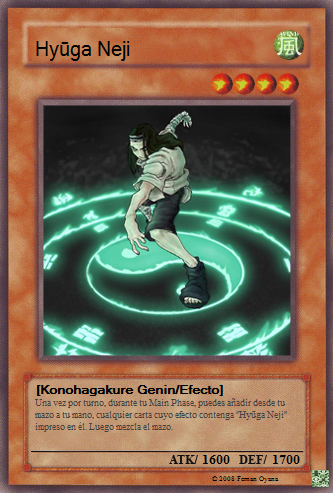 Hyūga Neji
風
[Konohagakure Genin/Efecto]
Una vez por turno, durante tu Main Phase, puedes añadir desde tu
mazo a tu mano, cualquier carta cuyo efecto contenga "Hyūga Neji"
impreso en él. Luego mezcla el mazo.
ATK/ 1600 DEF/ 1700
©2008 Ferran Oyana